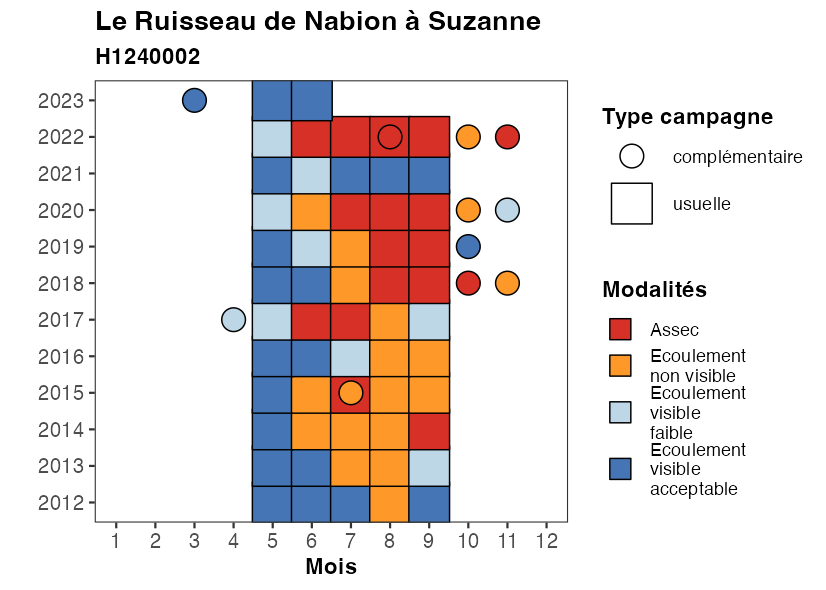 Le Ruisseau de Nabion à Suzanne
H1240002
2023
2022
2021
2020
2019
2018
2017
2016
2015
2014
2013
2012
1 2 3 4 5 6 7 8 9 10 11 12
Mois
Type campagne
complémentaire
usuelle
Modalités
Assec
Ecoulement
non visible
Ecoulement
visible
faible
Ecoulement
visible
acceptable